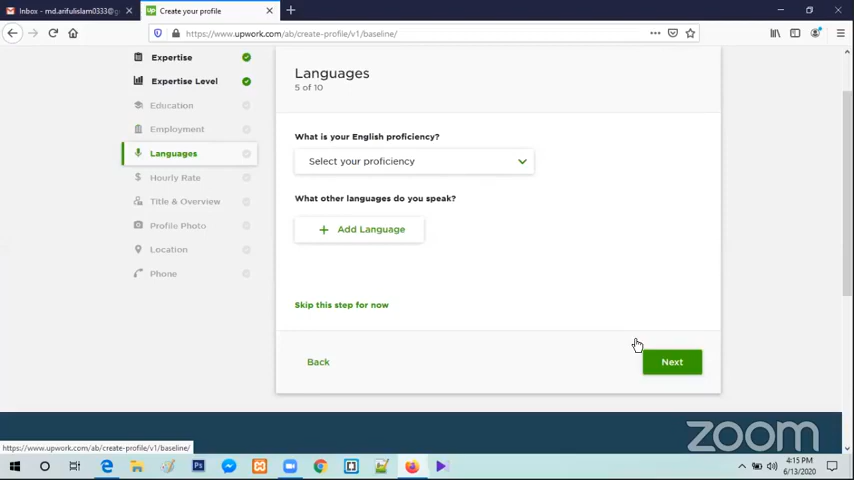 Inbox - md.arifulislam0333@g
Create your profile
https://www.upwork.com/ab/create-profile/v1/baseline/
Expertise
Expertise Level
Education
Employment
Languages
Hourly Rate
Title & Overview
Profile Photo
Location
Phone
Languages
5 of 10
What is your English proficiency?
Select your proficiency
What other languages do you speak?
+ Add Language
Skip this step for now
Back
Next
zoom
https://www.upwork.com/ab/create-profile/v1/baseline/
4:15 PM
6/13/2020